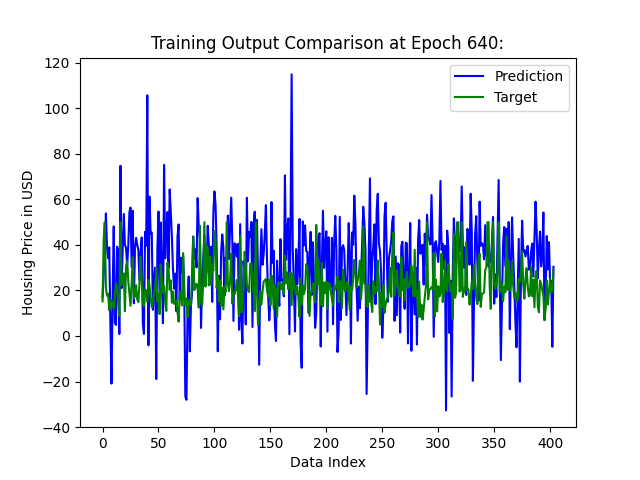 Training Output Comparison at Epoch 640:
Prediction
Target
Housing Price in USD
120
100
80
60
40
20
0
−20
−40
0 50 100 150 200 250 300 350 400
Data Index